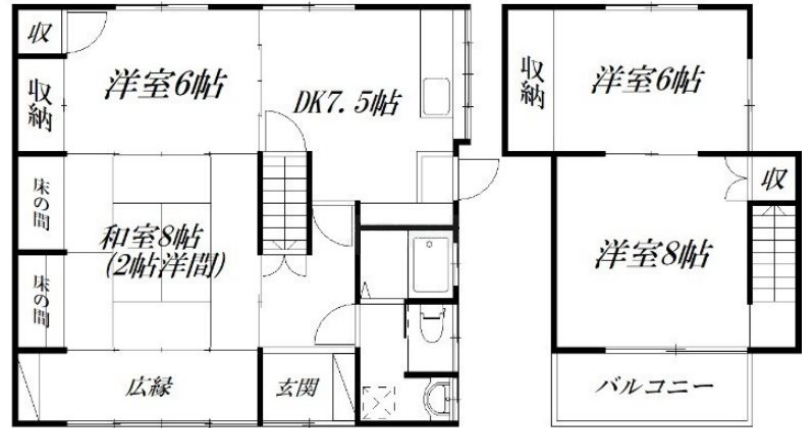 収
洋室6帖
収納
DK7.5帖
床の間
和室8帖
(2帖洋間)
床の間
広縁
玄関
収納
洋室6帖
収
洋室8帖
バルコニー